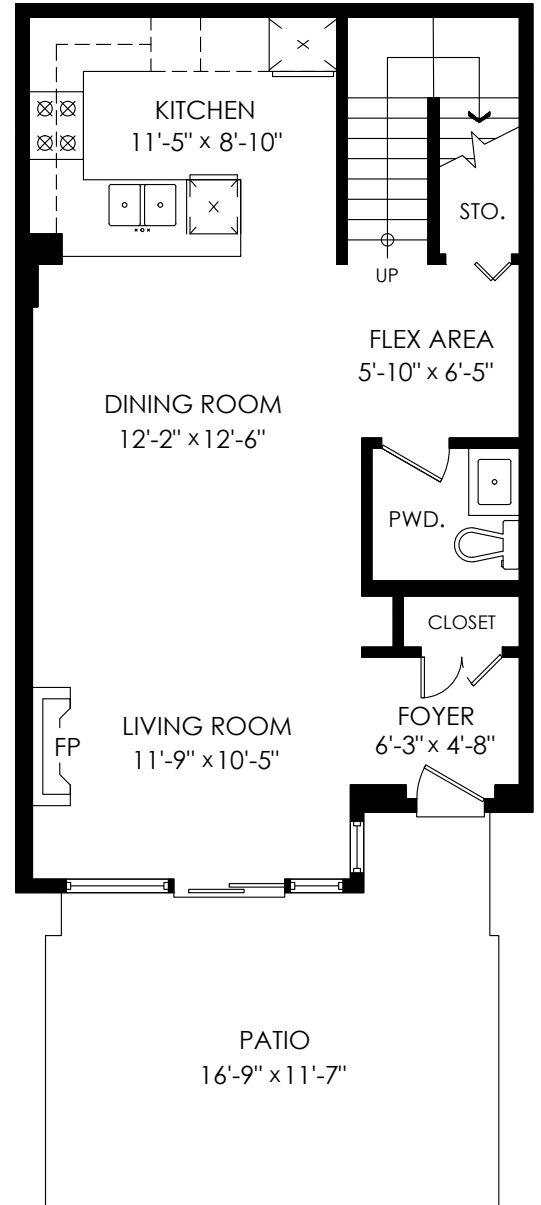 KITCHEN
11'-5" x 8'-10"
STO.
UP
FLEX AREA
5'-10" x 6'-5"
DINING ROOM
12'-2" x 12'-6"
PWD.
CLOSET
FOYER
6'-3" x 4'-8"
LIVING ROOM
11'-9" x 10'-5"
FP
PATIO
16'-9" x 11'-7"